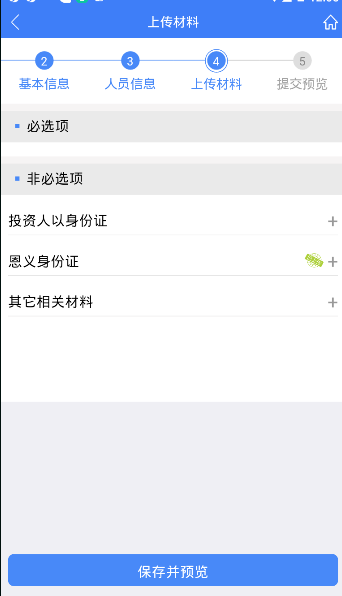 上传材料
2
3
4
5
基本信息
人员信息
上传材料
提交预览
必选项
非必选项
投资人以身份证
恩义身份证
其它相关材料
保存并预览